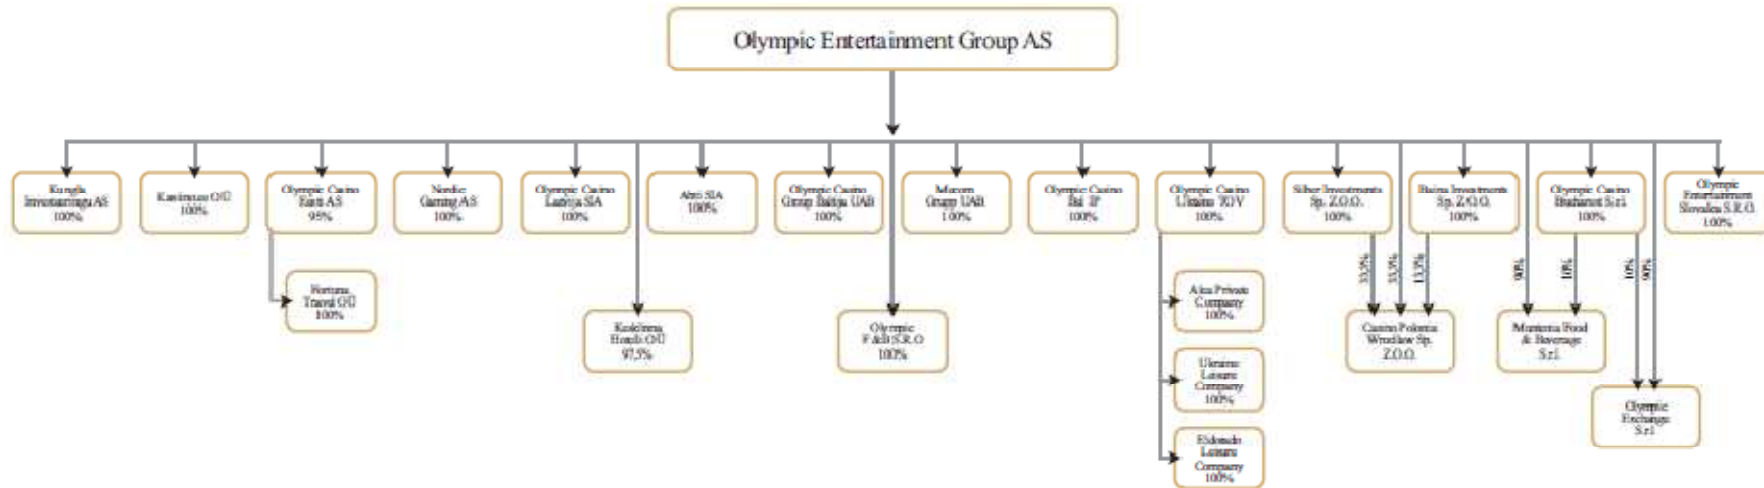 Olympic Entertainment Group AS
Kungla
Investeeringu AS
100%
Kasiinouse OÜ
100%
Olympic Casino
Eesti AS
95%
Nordic
Gaming AS
100%
Olympic Casino
Latvija SIA
100%
Ahti SIA
100%
Olympic Casino
Group Baltija UAB
100%
Mecom
Grupp UAB
100%
Olympic Casino
Bel IP
100%
Olympic Casino
Ukraine TOV
100%
Silber Investments
Sp. Z.O.O.
100%
Baina Investments
Sp. Z.O.O.
100%
Olympic Casino
Bucharest S.r.l
100%
Olympic
Entertainment
Slovakia S.R.O.
100%
33,3%
33,3%
13,3%
90%
10%
10%
90%
Fortuna
Travel OÜ
100%
Kesklinna
Hotelli OÜ
97,5%
Olympic
F&B S.R.O
100%
Alea Private
Company
100%
Ukraine
Leisure
Company
100%
Eldorado
Leisure
Company
100%
Casino Polonia
Wroclaw Sp.
Z.O.O.
Muntenia Food
& Beverage
S.r.l.
Olympic
Exchange
S.r.l